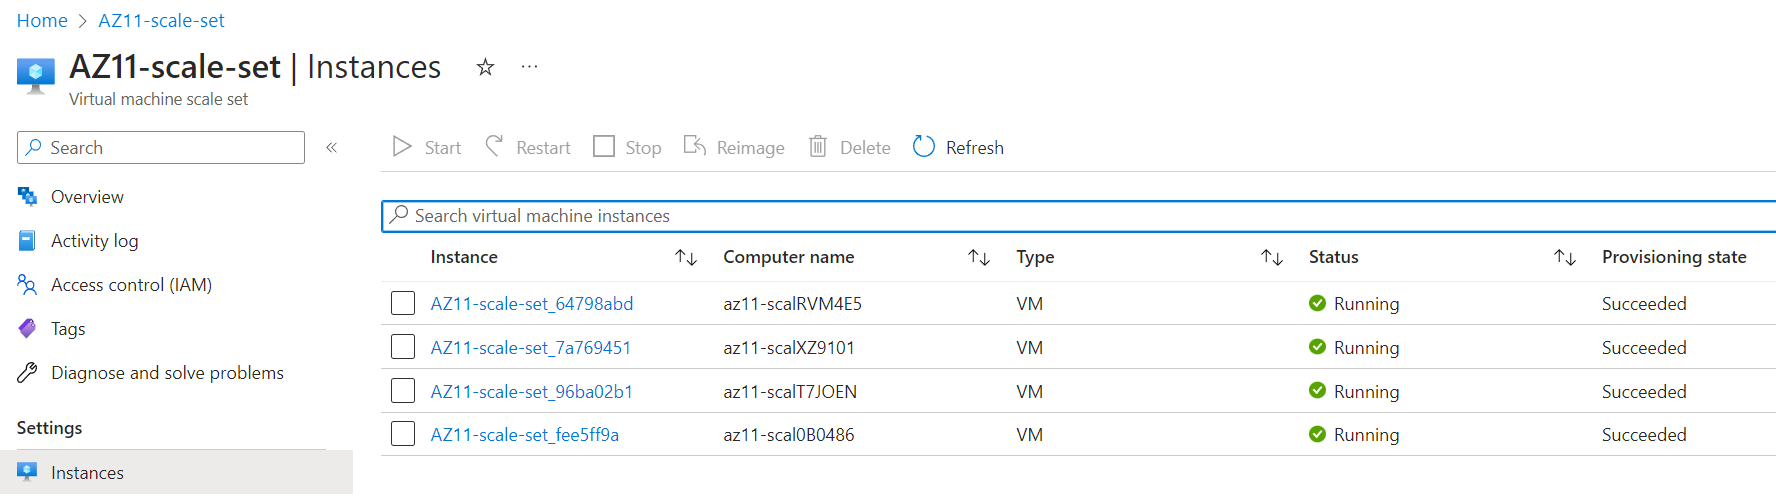 Home > AZ11-scale-set
AZ11-scale-set | Instances
Virtual machine scale set
Search
Start Restart Stop Reimage Delete Refresh
Overview
Activity log
Access control (IAM)
Tags
Diagnose and solve problems
Settings
Instances
Search virtual machine instances
Instance Computer name Type Status Provisioning state
AZ11-scale-set_64798abd az11-scalRVM4E5 VM Running Succeeded
AZ11-scale-set_7a769451 az11-scalXZ9101 VM Running Succeeded
AZ11-scale-set_96ba02b1 az11-scalT7JOEN VM Running Succeeded
AZ11-scale-set_fee5ff9a az11-scal0B0486 VM Running Succeeded